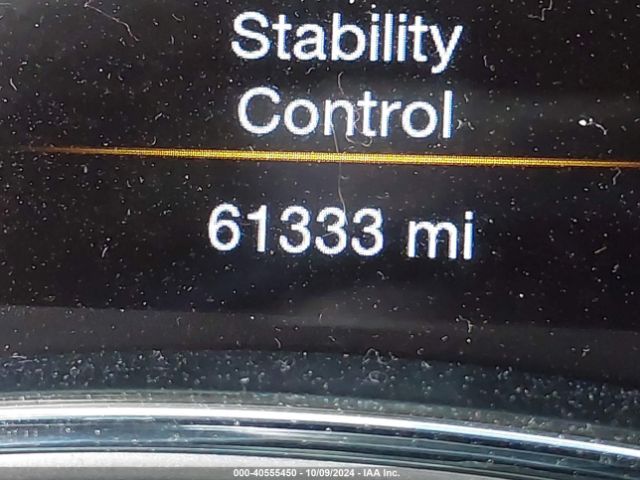 Stability
Control
61333 mi
000-40555450 - 10/09/2024 - IAA Inc.